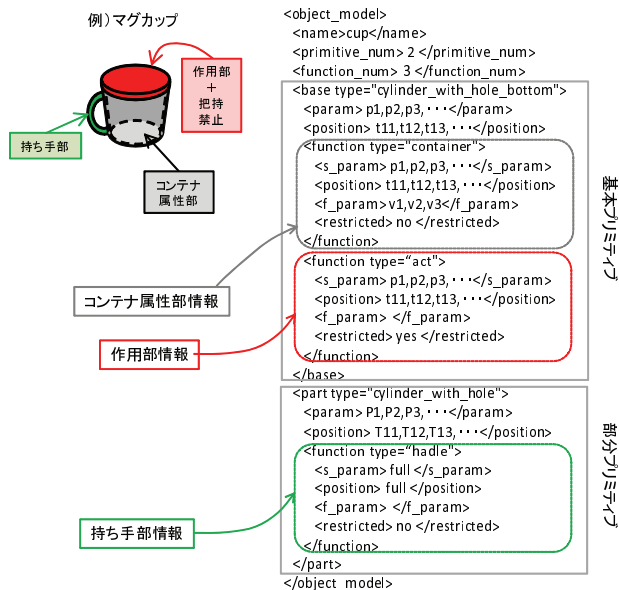 例）マグカップ
作用部
＋
把持
禁止
持ち手部
コンテナ
属性部
コンテナ属性部情報
作用部情報
持ち手部情報
<object_model>
<name>cup</name>
<primitive_num> 2 </primitive_num>
<function_num> 3 </function_num>
<base type="cylinder_with_hole_bottom">
<param> p1,p2,p3,・・・</param>
<position> t11,t12,t13,・・・</position>
<function type="container">
<s_param> p1,p2,p3,・・・</s_param>
<position> t11,t12,t13,・・・</position>
<f_param> v1,v2,v3</f_param>
<restricted> no </restricted>
</function>
<function type=“act">
<s_param> p1,p2,p3,・・・</s_param>
<position> t11,t12,t13,・・・</position>
<f_param> </f_param>
<restricted> yes </restricted>
</function>
</base>
<part type="cylinder_with_hole">
<param> P1,P2,P3,・・・</param>
<position> T11,T12,T13,・・・</position>
<function type=“hadle">
<s_param> full </s_param>
<position> full </position>
<f_param> </f_param>
<restricted> no </restricted>
</function>
</part>
</object_model>
基本プリミティブ
部分プリミティブ